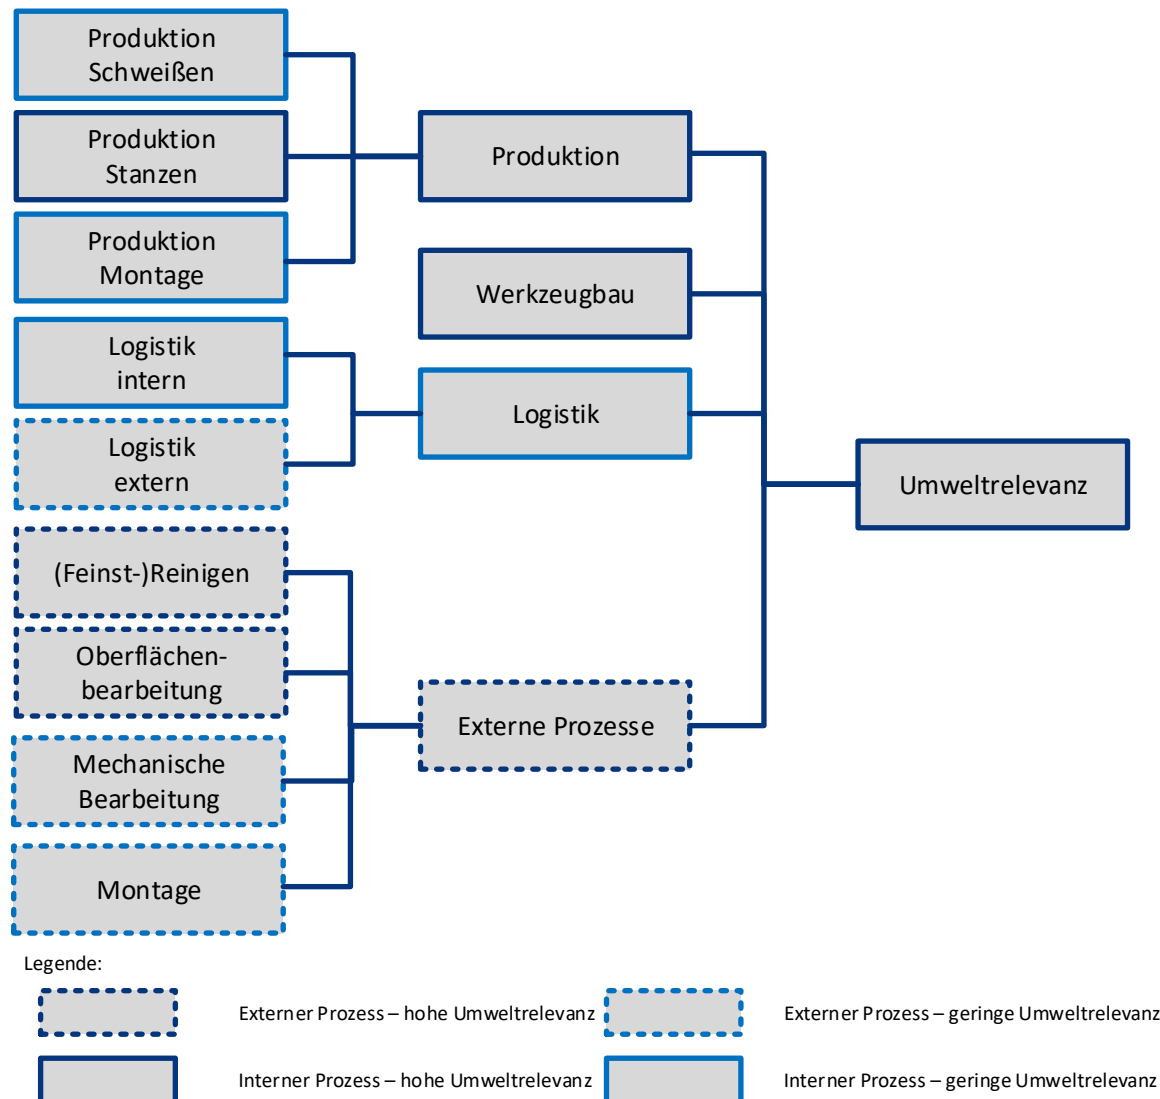 Produktion
Schweißen
Produktion
Stanzen
Produktion
Montage
Logistik
intern
Logistik
extern
(Feinst-)Reinigen
Oberflächen-
bearbeitung
Mechanische
Bearbeitung
Montage
Produktion
Werkzeugbau
Logistik
Externe Prozesse
Umweltrelevanz
Legende:
Externer Prozess – hohe Umweltrelevanz
Externer Prozess – geringe Umweltrelevanz
Interner Prozess – hohe Umweltrelevanz
Interner Prozess – geringe Umweltrelevanz